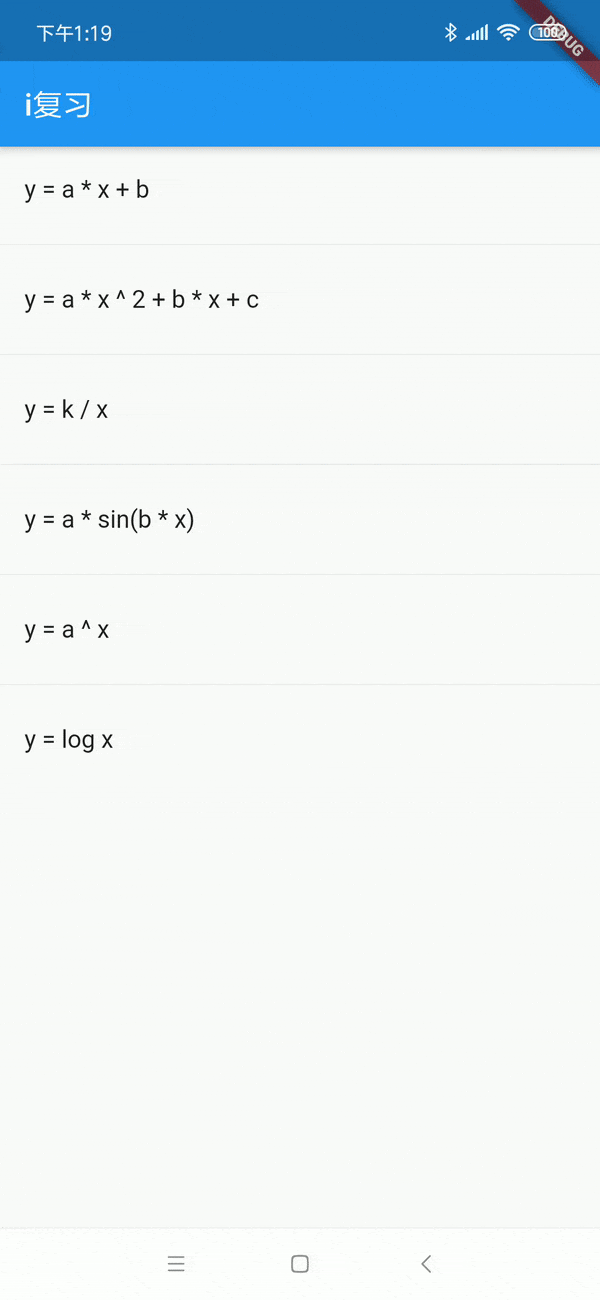 下午1:19
100
DEBUG
i复习
y = a * x + b
y = a * x ^ 2 + b * x + c
y = k / x
y = a * sin(b * x)
y = a ^ x
y = log x